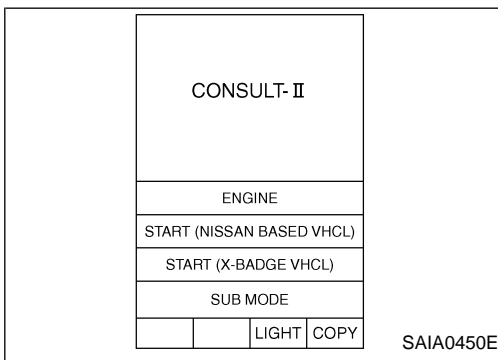 CONSULT-Ⅱ
ENGINE
START (NISSAN BASED VHCL)
START (X-BADGE VHCL)
SUB MODE
LIGHT COPY
SAIA0450E